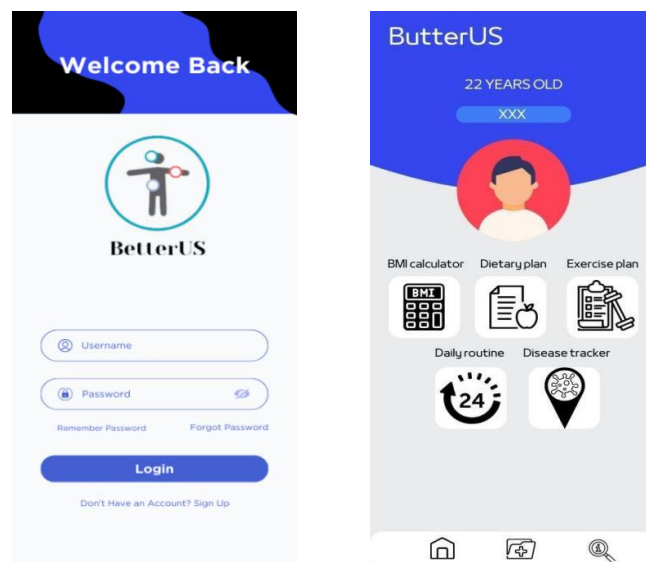 Welcome Back
BetterUS
Username
Password
Remember Password Forgot Password
Login
Don't Have an Account? Sign Up
ButterUS
22 YEARS OLD
XXX
BMI calculator Dietary plan Exercise plan
BMI
Daily routine Disease tracker
24